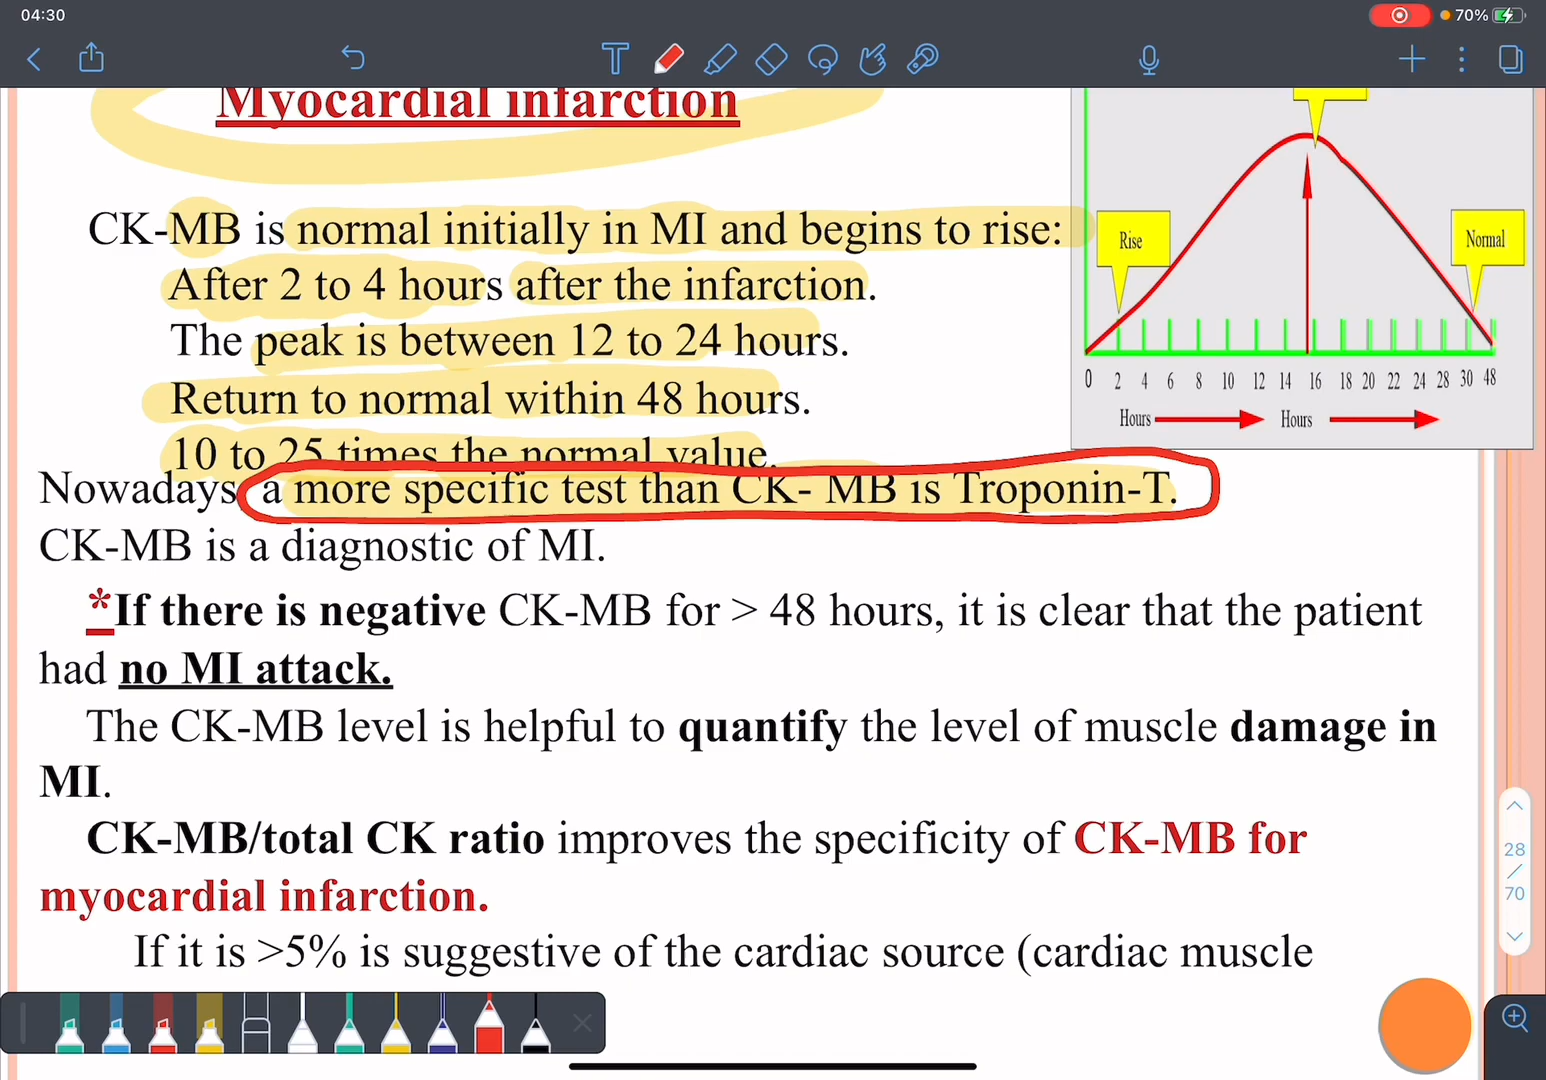 04:30
70%
Myocardial infarction
CK-MB is normal initially in MI and begins to rise:
After 2 to 4 hours after the infarction.
The peak is between 12 to 24 hours.
Return to normal within 48 hours.
10 to 25 times the normal value.
Rise
Normal
0 2 4 6 8 10 12 14 16 18 20 22 24 28 30 48
Hours Hours
Nowadays, a more specific test than CK- MB is Troponin-T.
CK-MB is a diagnostic of MI.
*If there is negative CK-MB for > 48 hours, it is clear that the patient
had no MI attack.
The CK-MB level is helpful to quantify the level of muscle damage in
MI.
CK-MB/total CK ratio improves the specificity of CK-MB for
myocardial infarction.
If it is >5% is suggestive of the cardiac source (cardiac muscle
28
/
70